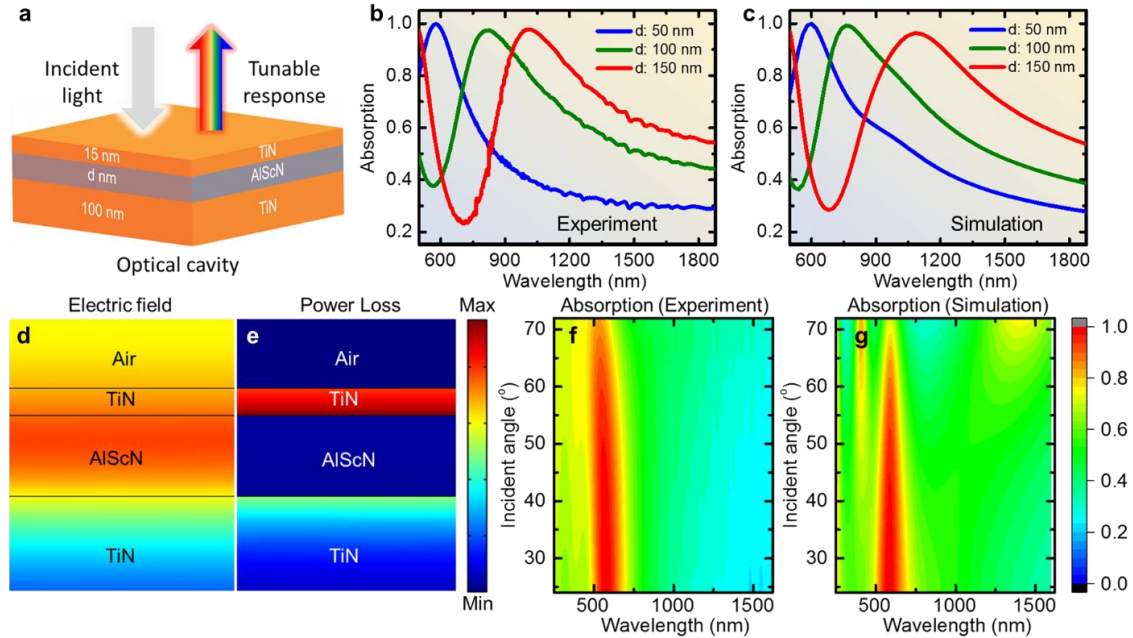 a
Incident
light
Tunable
response
15 nm
TiN
d nm
AlScN
100 nm
TiN
Optical cavity
b
d: 50 nm
d: 100 nm
d: 150 nm
Experiment
Absorption
1.0
0.8
0.6
0.4
0.2
600 900 1200 1500 1800
Wavelength (nm)
c
d: 50 nm
d: 100 nm
d: 150 nm
Simulation
Absorption
1.0
0.8
0.6
0.4
0.2
600 900 1200 1500 1800
Wavelength (nm)
Electric field
d
Air
TiN
AlScN
TiN
Power Loss
e
Air
TiN
AlScN
TiN
Max
Min
Absorption (Experiment)
f
Incident angle (°)
70
60
50
40
30
500 1000 1500
Wavelength (nm)
Absorption (Simulation)
g
Incident angle (°)
70
60
50
40
30
500 1000 1500
Wavelength (nm)
1.0
0.8
0.6
0.4
0.2
0.0